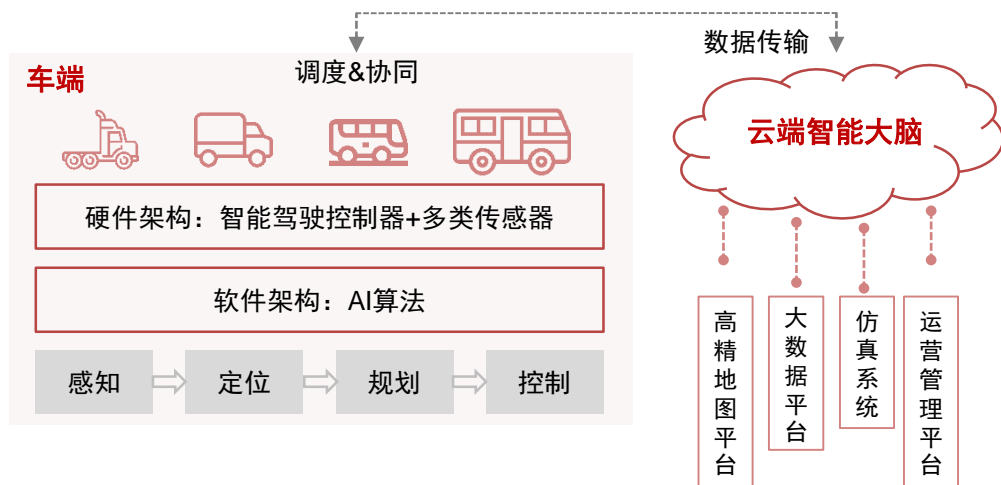 数据传输
车端
调度&协同
云端智能大脑
硬件架构：智能驾驶控制器+多类传感器
软件架构：AI算法
感知
定位
规划
控制
高精地图平台
大数据平台
仿真系统
运营管理平台